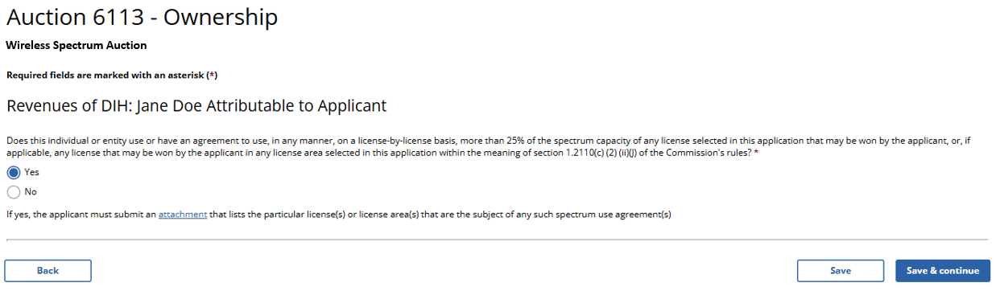 Auction 6113 - Ownership
Wireless Spectrum Auction
Required fields are marked with an asterisk (*)
Revenues of DIH: Jane Doe Attributable to Applicant
Does this individual or entity use or have an agreement to use, in any manner, on a license-by-license basis, more than 25% of the spectrum capacity of any license selected in this application that may be won by the applicant, or, if
applicable, any license that may be won by the applicant in any license area selected in this application within the meaning of section 1.2110(c) (2) (ii)(J) of the Commission's rules? *
Yes
No
If yes, the applicant must submit an attachment that lists the particular license(s) or license area(s) that are the subject of any such spectrum use agreement(s)
Back
Save
Save & continue